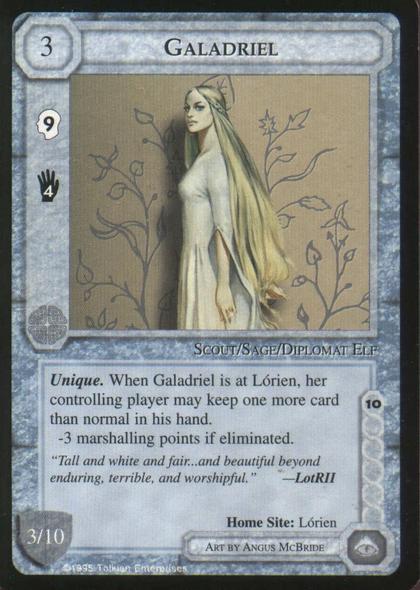 3
GALADRIEL
9
4
SCOUT/SAGE/DIPLOMAT ELF
Unique. When Galadriel is at Lórien, her
controlling player may keep one more card
than normal in his hand.
-3 marshalling points if eliminated.
10
“Tall and white and fair...and beautiful beyond
enduring, terrible, and worshipful.” —LotRII
Home Site: Lórien
3/10
ART BY ANGUS MCBRIDE
©1995 Tolkien Enterprises